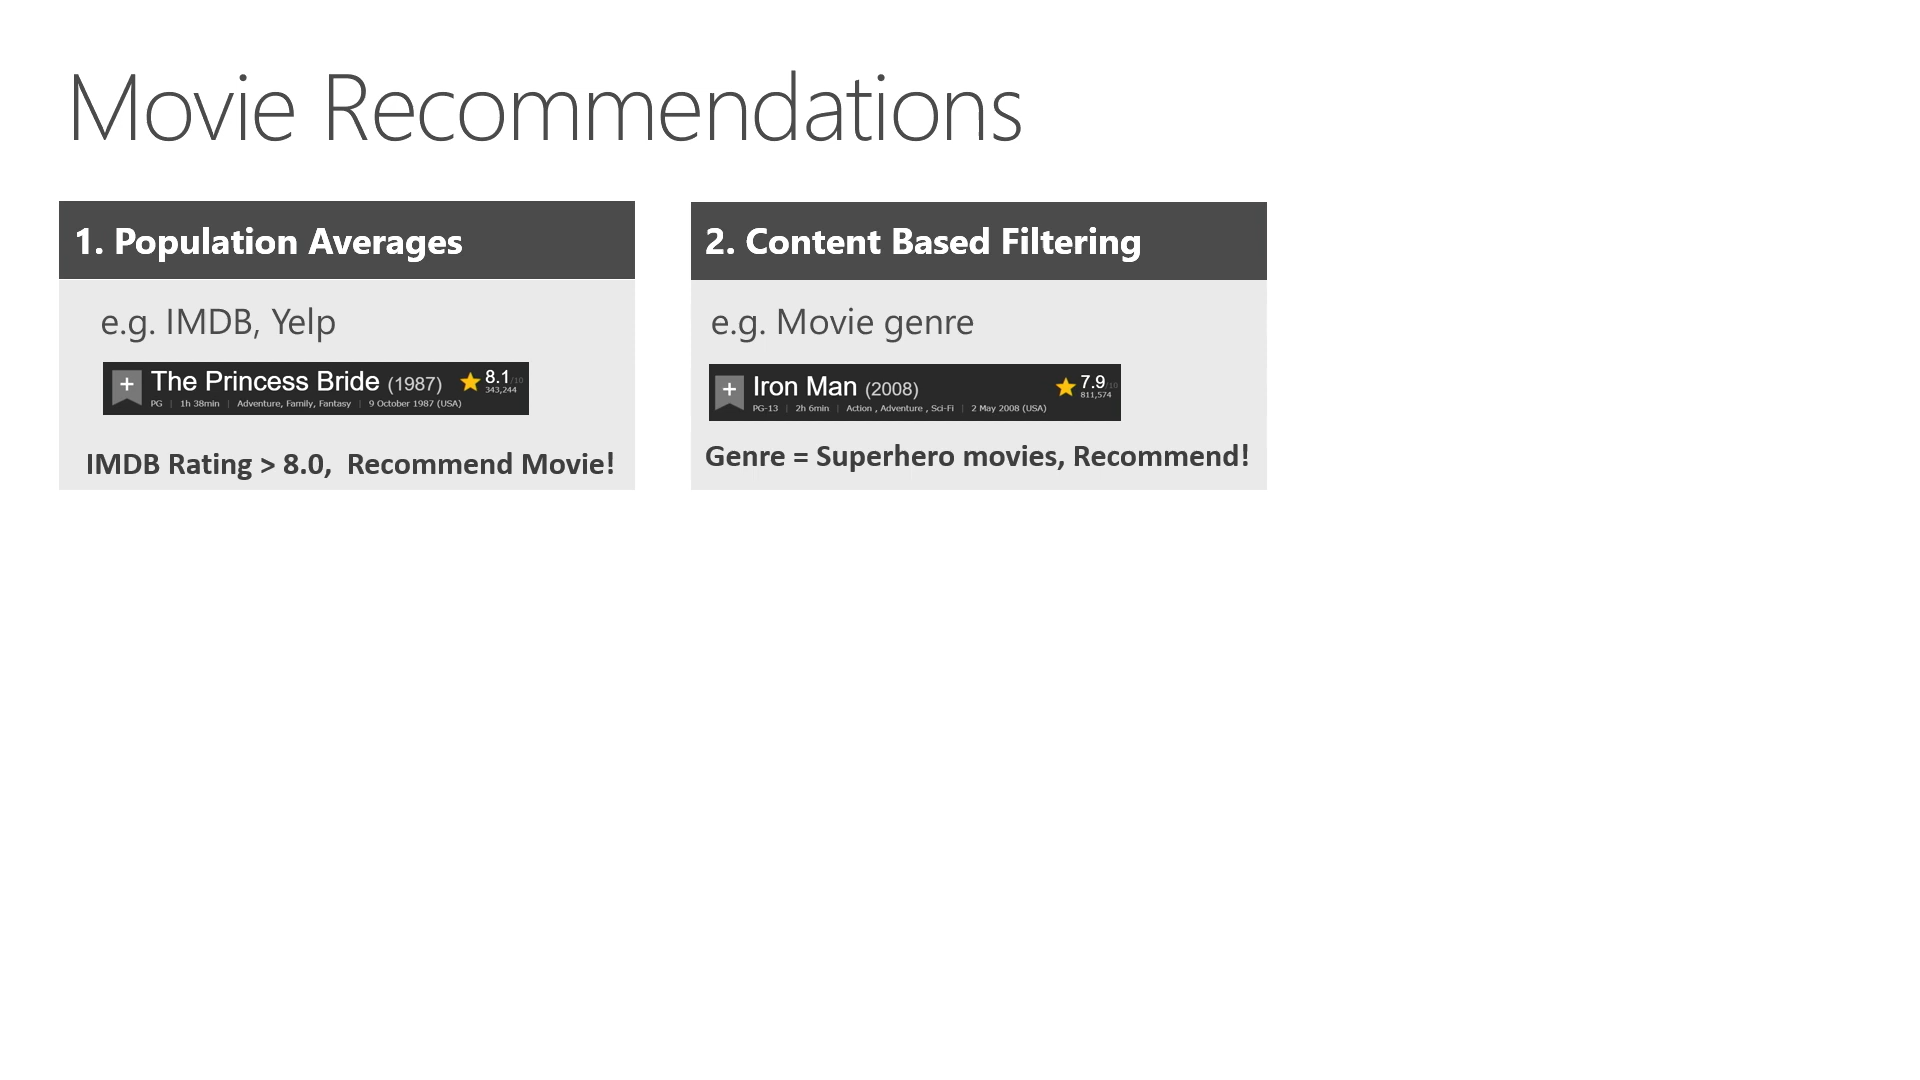 Movie Recommendations
1. Population Averages
e.g. IMDB, Yelp
+ The Princess Bride (1987) 8.1/10
343,244
PG | 1h 38min | Adventure, Family, Fantasy | 9 October 1987 (USA)
IMDB Rating > 8.0, Recommend Movie!
2. Content Based Filtering
e.g. Movie genre
+ Iron Man (2008) 7.9/10
811,574
PG-13 | 2h 6min | Action , Adventure , Sci-Fi | 2 May 2008 (USA)
Genre = Superhero movies, Recommend!